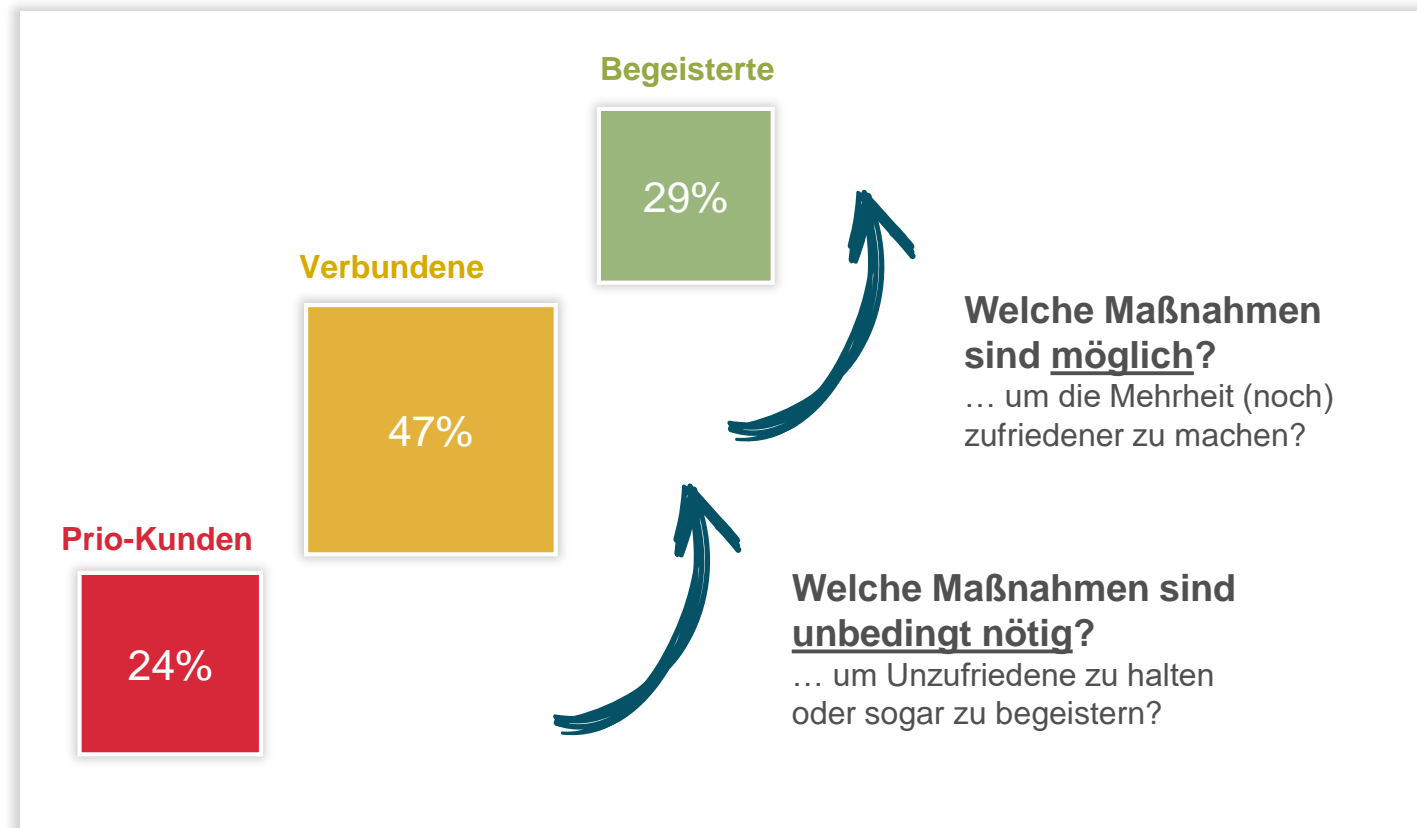 Begeisterte
29%
Verbundene
47%
Prio-Kunden
24%
Welche Maßnahmen
sind möglich?
… um die Mehrheit (noch)
zufriedener zu machen?
Welche Maßnahmen sind
unbedingt nötig?
… um Unzufriedene zu halten
oder sogar zu begeistern?